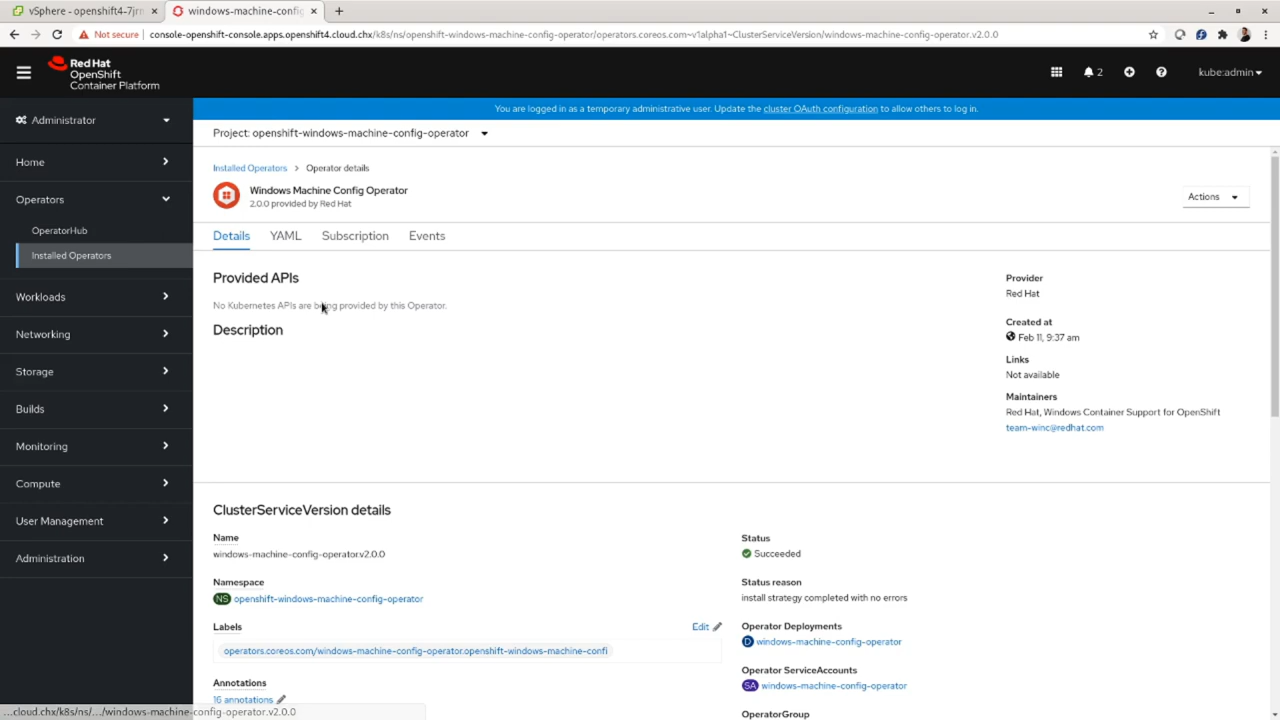 vSphere - openshift4-7jrn
windows-machine-config
Not secure
console-openshift-console.apps.openshift4.cloud.chx/k8s/ns/openshift-windows-machine-config-operator/operators.coreos.com~v1alpha1~ClusterServiceVersion/windows-machine-config-operator.v2.0.0
Red Hat
OpenShift
Container Platform
2
kube:admin
You are logged in as a temporary administrative user. Update the cluster OAuth configuration to allow others to log in.
Administrator
Home
Operators
OperatorHub
Installed Operators
Workloads
Networking
Storage
Builds
Monitoring
Compute
User Management
Administration
Project: openshift-windows-machine-config-operator
Installed Operators > Operator details
Windows Machine Config Operator
2.0.0 provided by Red Hat
Actions
Details YAML Subscription Events
Provided APIs
No Kubernetes APIs are being provided by this Operator.
Description
Provider
Red Hat
Created at
Feb 11, 9:37 am
Links
Not available
Maintainers
Red Hat, Windows Container Support for OpenShift
team-winc@redhat.com
ClusterServiceVersion details
Name
windows-machine-config-operator.v2.0.0
Namespace
NS openshift-windows-machine-config-operator
Labels
Edit
operators.coreos.com/windows-machine-config-operator.openshift-windows-machine-confi
Annotations
16 annotations
Status
Succeeded
Status reason
install strategy completed with no errors
Operator Deployments
D windows-machine-config-operator
Operator ServiceAccounts
SA windows-machine-config-operator
OperatorGroup
...cloud.chx/k8s/ns/.../windows-machine-config-operator.v2.0.0